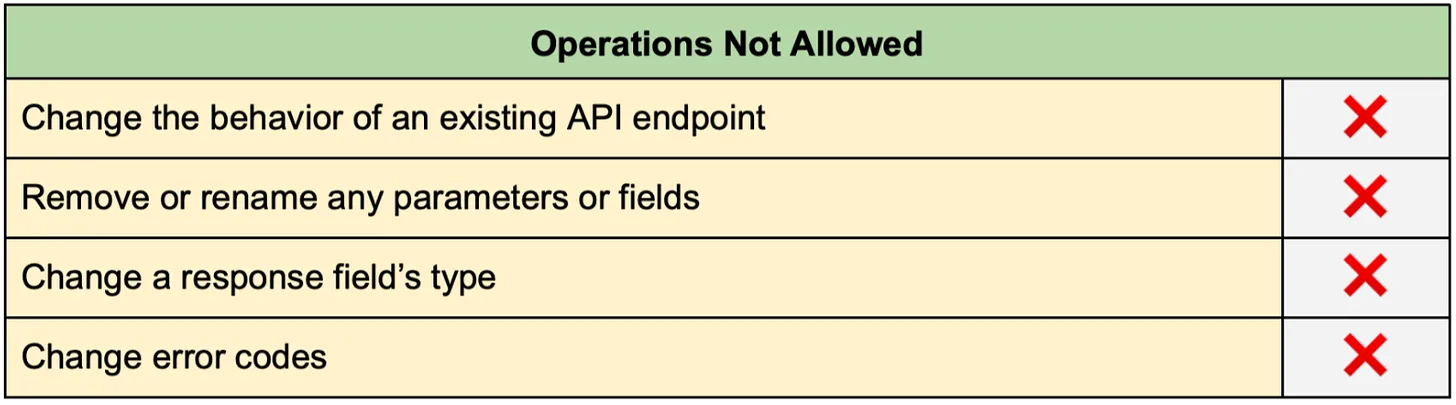 Operations Not Allowed
Change the behavior of an existing API endpoint
Remove or rename any parameters or fields
Change a response field’s type
Change error codes